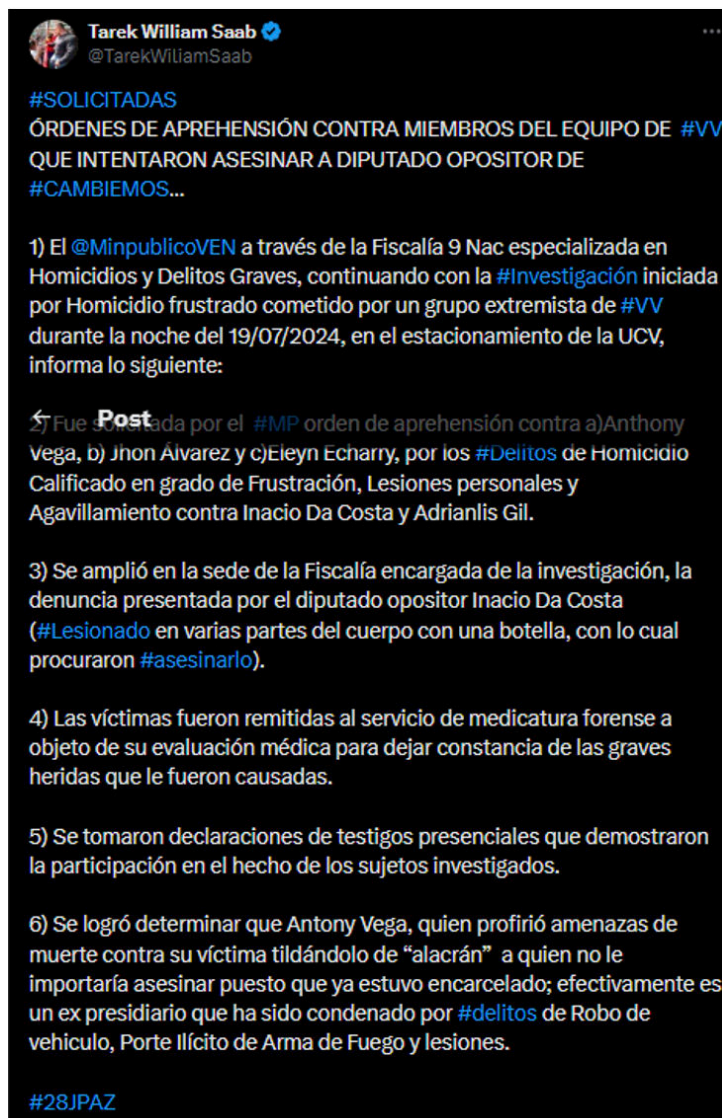 Tarek William Saab
@TarekWiliamSaab
#SOLICITADAS
ÓRDENES DE APREHENSIÓN CONTRA MIEMBROS DEL EQUIPO DE #VV
QUE INTENTARON ASESINAR A DIPUTADO OPOSITOR DE
#CAMBIEMOS...
1) El @MinpublicoVEN a través de la Fiscalía 9 Nac especializada en
Homicidios y Delitos Graves, continuando con la #Investigación iniciada
por Homicidio frustrado cometido por un grupo extremista de #VV
durante la noche del 19/07/2024, en el estacionamiento de la UCV,
informa lo siguiente:
← Post
2) Fue solicitada por el #MP orden de aprehensión contra a)Anthony
Vega, b) Jhon Álvarez y c)Eleyn Echarry, por los #Delitos de Homicidio
Calificado en grado de Frustración, Lesiones personales y
Agavillamiento contra Inacio Da Costa y Adrianlis Gil.
3) Se amplió en la sede de la Fiscalía encargada de la investigación, la
denuncia presentada por el diputado opositor Inacio Da Costa
(#Lesionado en varias partes del cuerpo con una botella, con lo cual
procuraron #asesinarlo).
4) Las víctimas fueron remitidas al servicio de medicatura forense a
objeto de su evaluación médica para dejar constancia de las graves
heridas que le fueron causadas.
5) Se tomaron declaraciones de testigos presenciales que demostraron
la participación en el hecho de los sujetos investigados.
6) Se logró determinar que Antony Vega, quien profirió amenazas de
muerte contra su víctima tildándolo de “alacrán” a quien no le
importaría asesinar puesto que ya estuvo encarcelado; efectivamente es
un ex presidiario que ha sido condenado por #delitos de Robo de
vehiculo, Porte Ilícito de Arma de Fuego y lesiones.
#28JPAZ